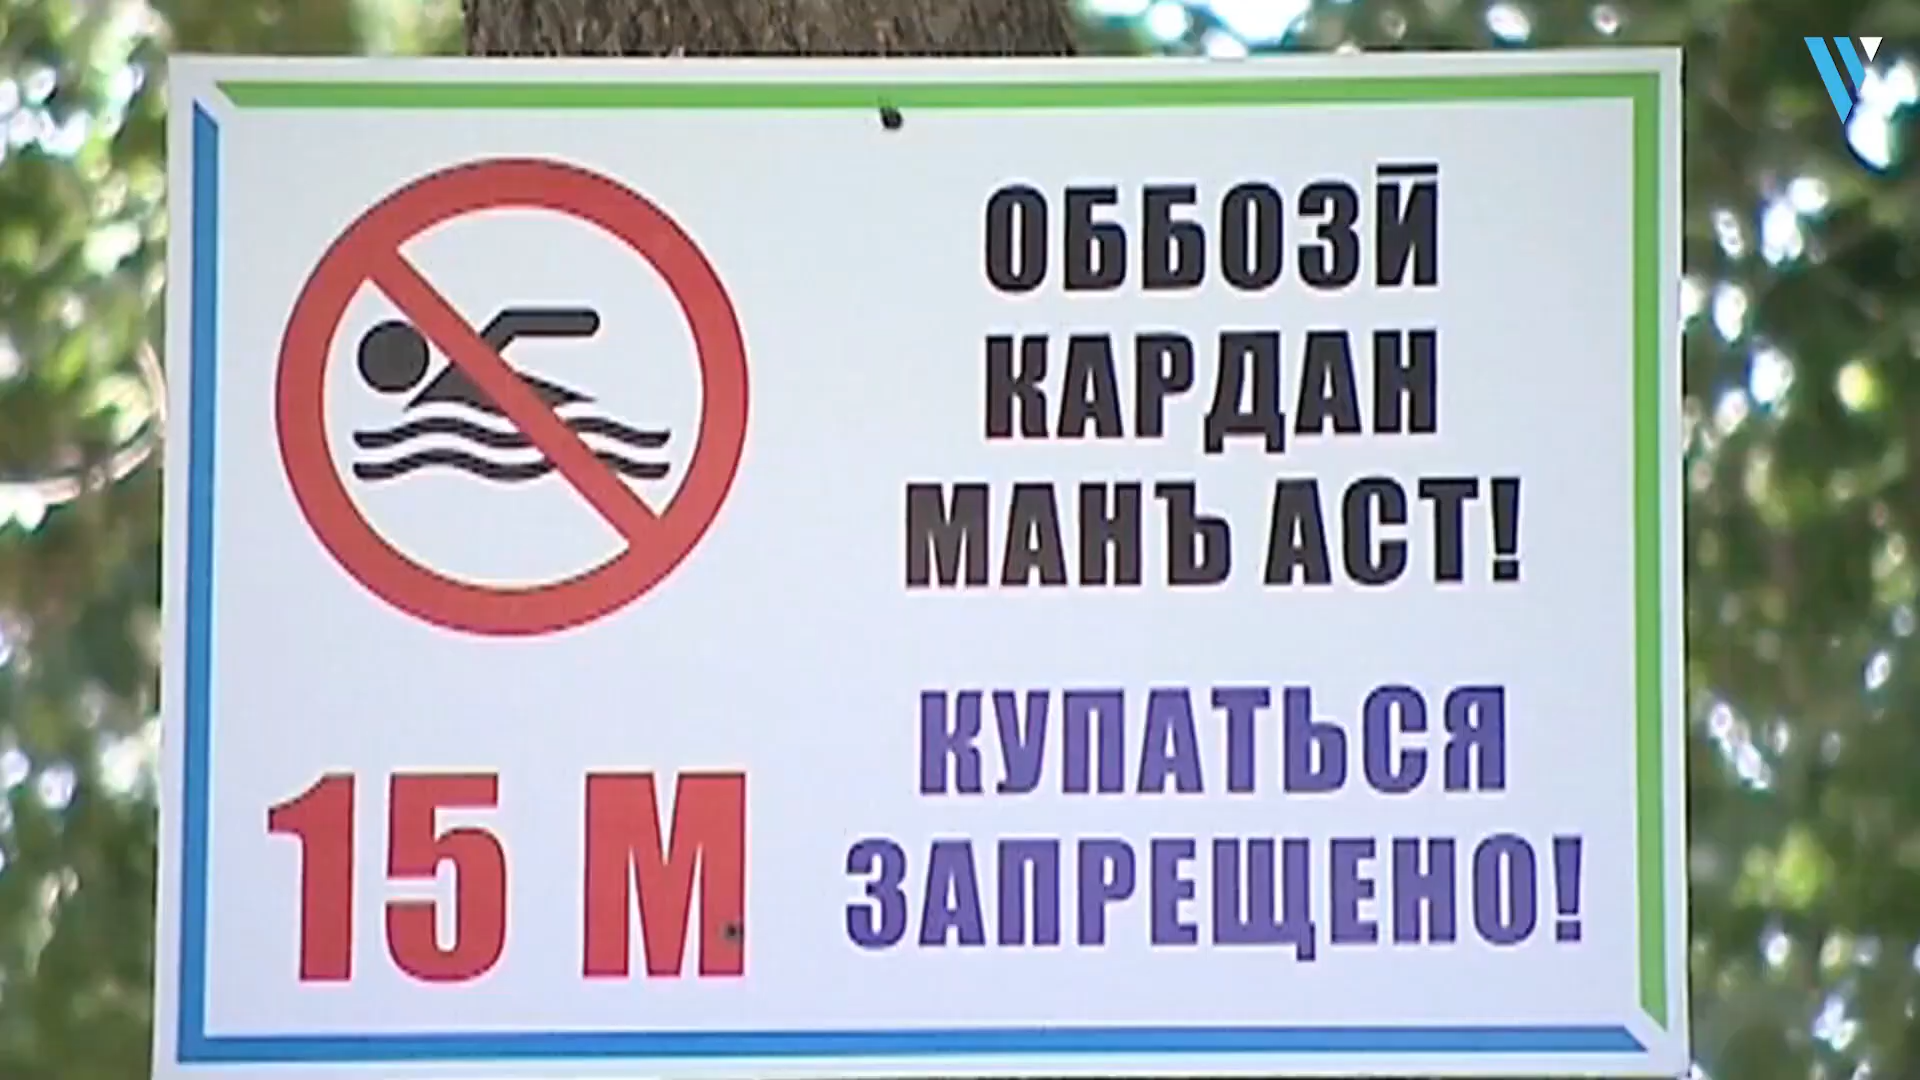 ОББОЗӢ
КАРДАН
МАНЪ АСТ!
КУПАТЬСЯ
ЗАПРЕЩЕНО!
15 М